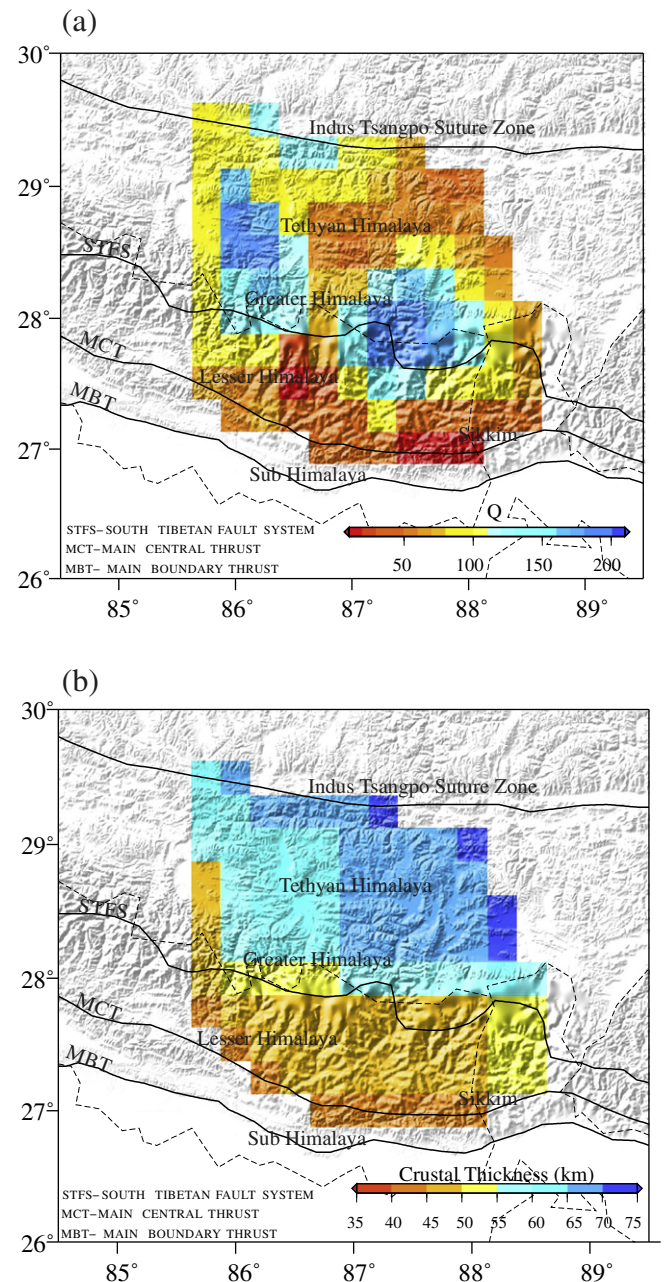 (a)
30°
Indus Tsangpo Suture Zone
29°
Tethyan Himalaya
STFS
Greater Himalaya
28°
MCT
Lesser Himalaya
MBT
Sikkim
27°
Sub Himalaya
Q
STFS-SOUTH TIBETAN FAULT SYSTEM
MCT-MAIN CENTRAL THRUST
MBT- MAIN BOUNDARY THRUST
50 100 150 200
26°
85° 86° 87° 88° 89°
(b)
30°
Indus Tsangpo Suture Zone
29°
Tethyan Himalaya
STFS
Greater Himalaya
28°
MCT
Lesser Himalaya
MBT
Sikkim
27°
Sub Himalaya
Crustal Thickness (km)
STFS-SOUTH TIBETAN FAULT SYSTEM
MCT-MAIN CENTRAL THRUST
MBT- MAIN BOUNDARY THRUST
35 40 45 50 55 60 65 70 75
26°
85° 86° 87° 88° 89°